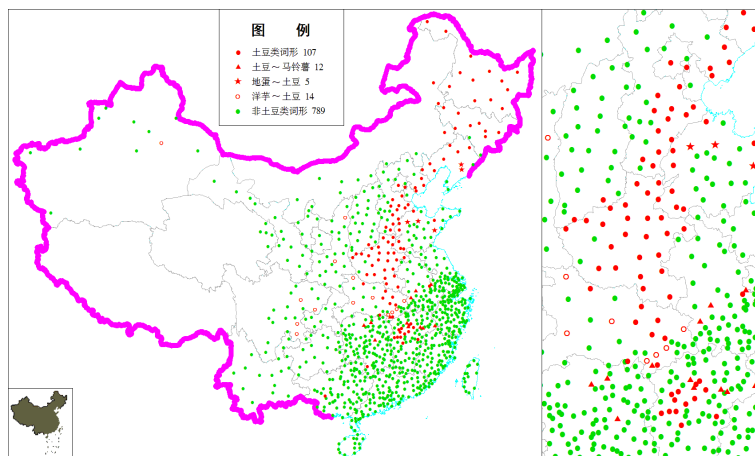 图 例
土豆类词形 107
土豆～马铃薯 12
地蛋～土豆 5
洋芋～土豆 14
非土豆类词形 789